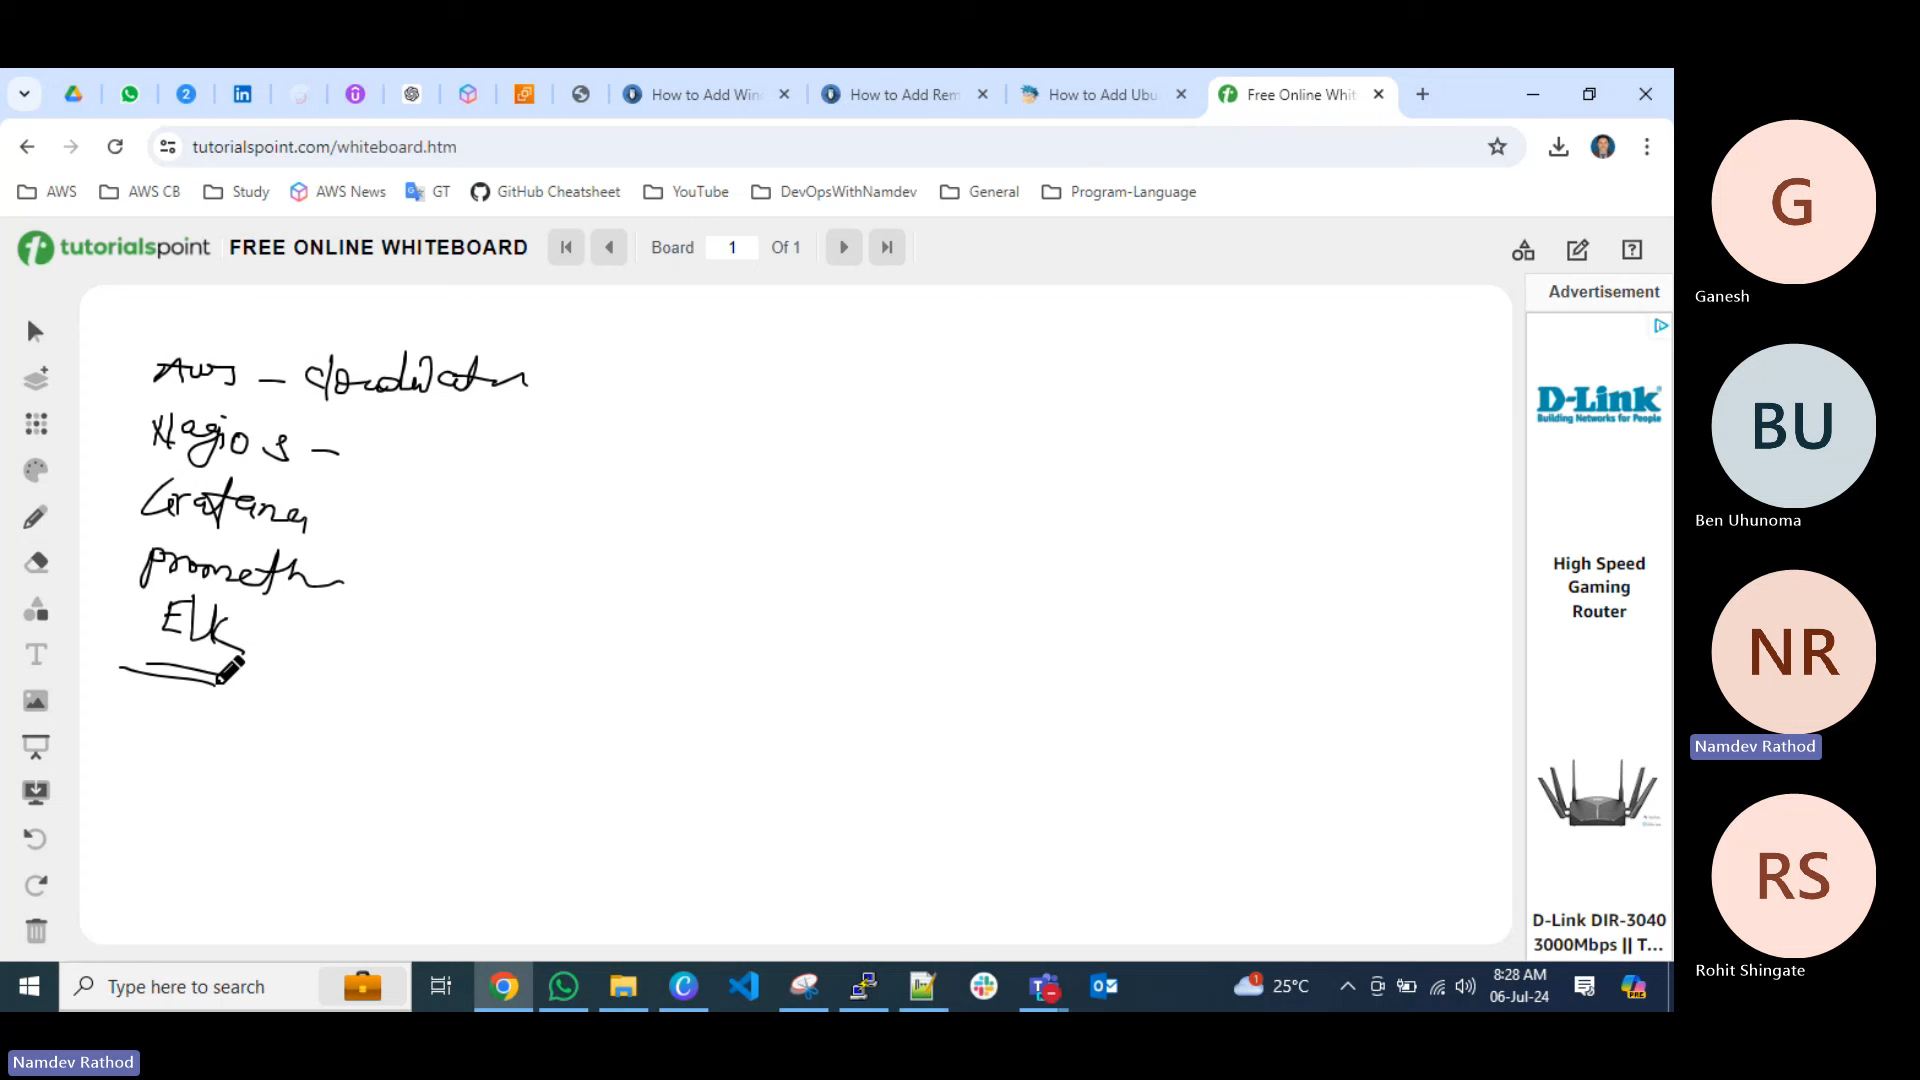 How to Add Win
How to Add Rem
How to Add Ubu
Free Online Whit
tutorialspoint.com/whiteboard.htm
AWS
AWS CB
Study
AWS News
GT
GitHub Cheatsheet
YouTube
DevOpsWithNamdev
General
Program-Language
tutorialspoint
FREE ONLINE WHITEBOARD
Board 1 Of 1
Advertisement
Aws - CloudWatch
Nagios -
Grafana
prometh
ELK
D-Link
Building Networks for People
High Speed
Gaming
Router
D-Link DIR-3040
3000Mbps || T...
Type here to search
1
25°C
8:28 AM
06-Jul-24
PRE
G
Ganesh
BU
Ben Uhunoma
NR
Namdev Rathod
RS
Rohit Shingate
Namdev Rathod